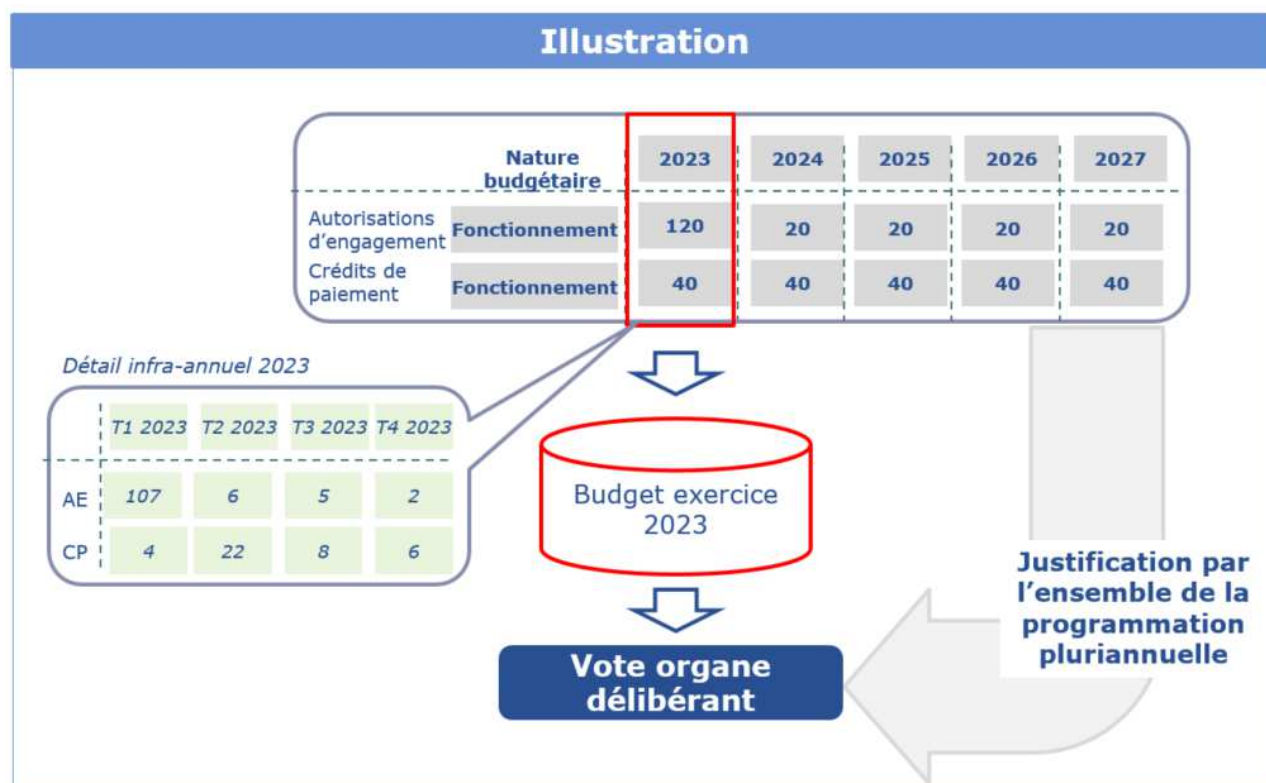 Illustration
Nature budgétaire 2023 2024 2025 2026 2027
Autorisations d'engagement Fonctionnement 120 20 20 20 20
Crédits de paiement Fonctionnement 40 40 40 40 40
Détail infra-annuel 2023
T1 2023 T2 2023 T3 2023 T4 2023
AE 107 6 5 2
CP 4 22 8 6
Budget exercice
2023
Justification par
l'ensemble de la
programmation
pluriannuelle
Vote organe
délibérant